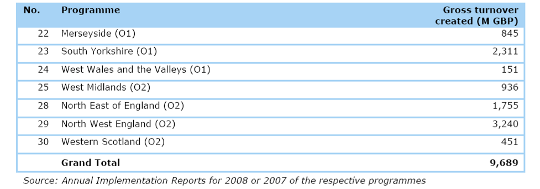 No. Programme Gross turnover
created (M GBP)
22 Merseyside (O1) 845
23 South Yorkshire (O1) 2,311
24 West Wales and the Valleys (O1) 151
25 West Midlands (O2) 936
28 North East of England (O2) 1,755
29 North West England (O2) 3,240
30 Western Scotland (O2) 451
Grand Total 9,689
Source: Annual Implementation Reports for 2008 or 2007 of the respective programmes